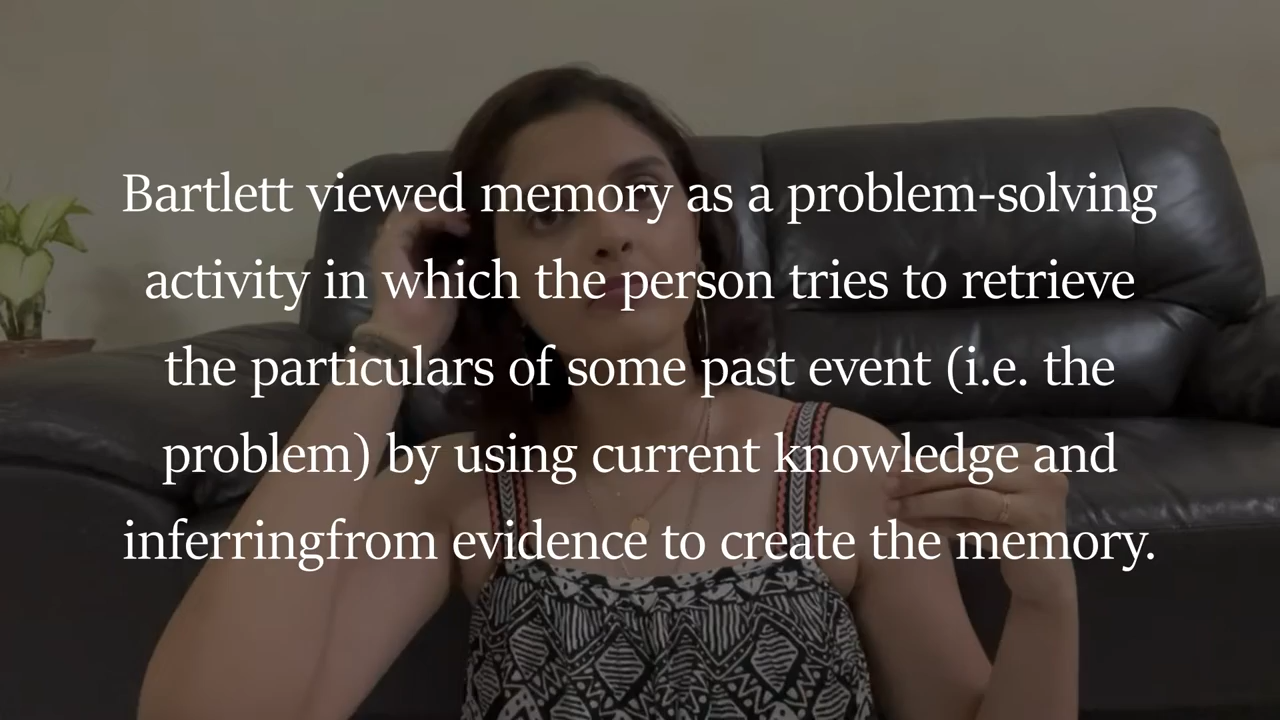 Bartlett viewed memory as a problem-solving
activity in which the person tries to retrieve
the particulars of some past event (i.e. the
problem) by using current knowledge and
inferringfrom evidence to create the memory.